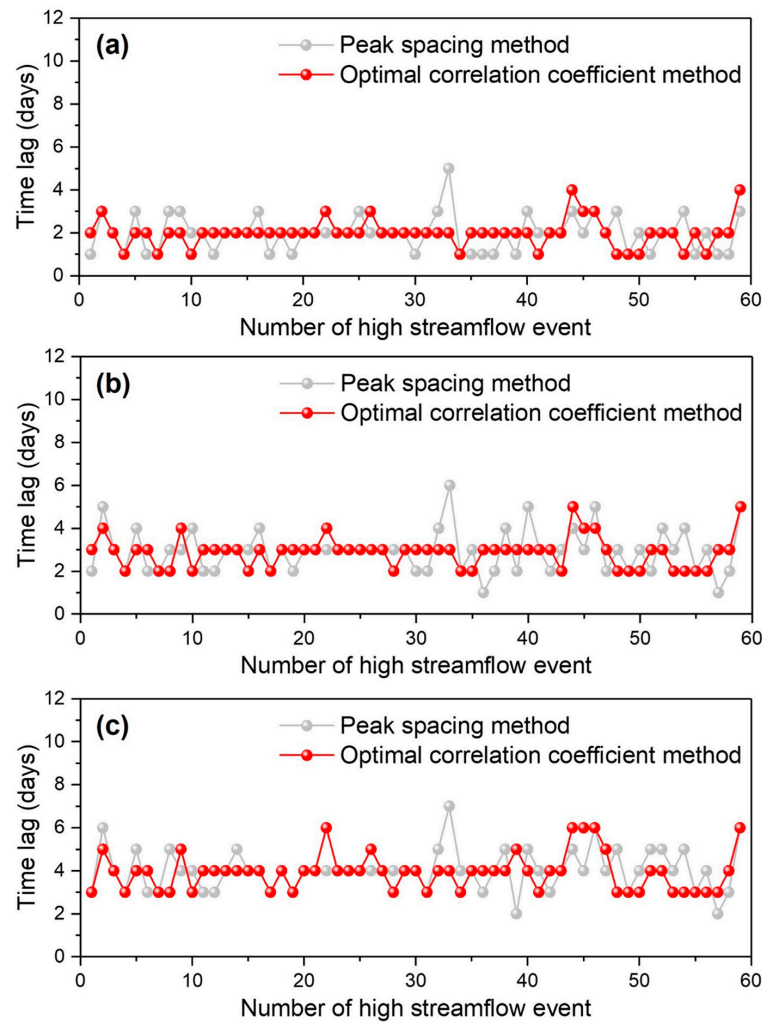 12
10
8
6
4
2
0
Time lag (days)
(a)
Peak spacing method
Optimal correlation coefficient method
0 10 20 30 40 50 60
Number of high streamflow event
12
10
8
6
4
2
0
Time lag (days)
(b)
Peak spacing method
Optimal correlation coefficient method
0 10 20 30 40 50 60
Number of high streamflow event
12
10
8
6
4
2
0
Time lag (days)
(c)
Peak spacing method
Optimal correlation coefficient method
0 10 20 30 40 50 60
Number of high streamflow event